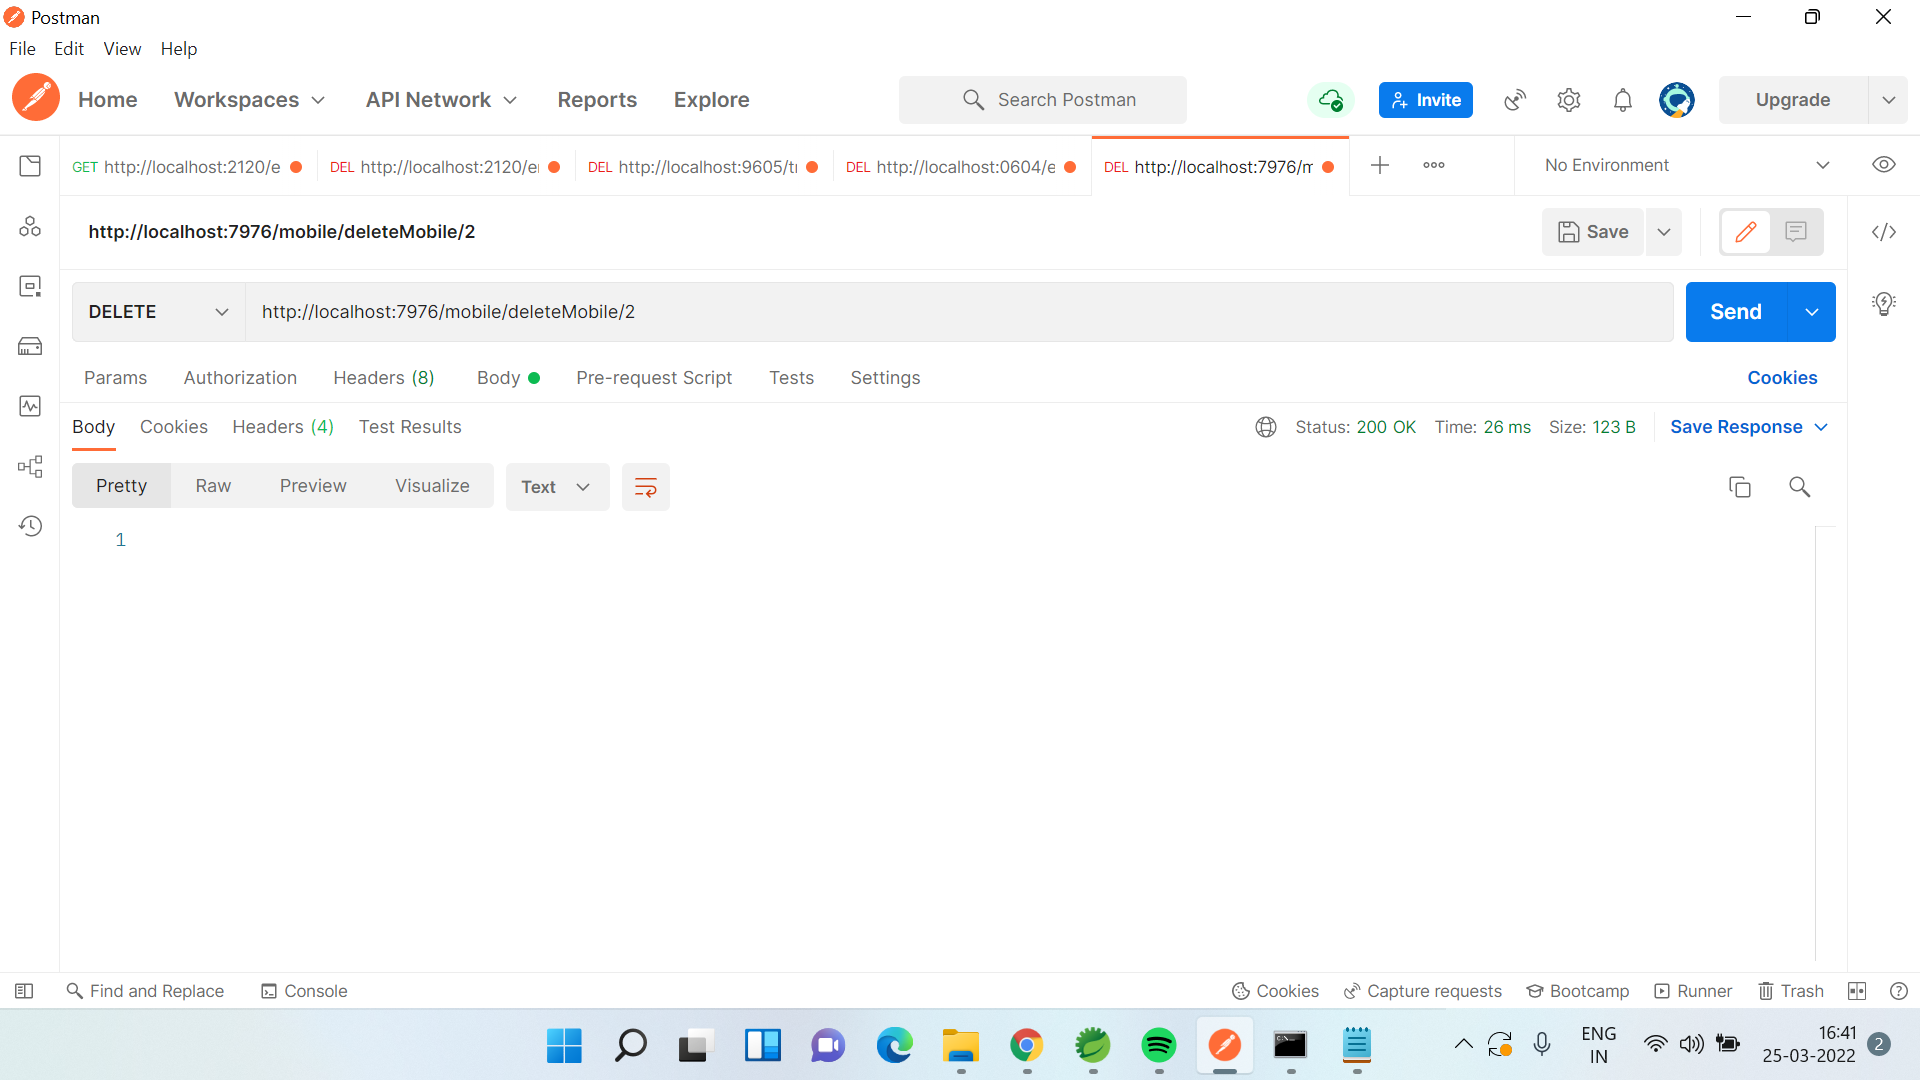 Postman
File Edit View Help
Home Workspaces API Network Reports Explore Search Postman Invite Upgrade
GET http://localhost:2120/e DEL http://localhost:2120/e DEL http://localhost:9605/t DEL http://localhost:0604/e DEL http://localhost:7976/m No Environment
http://localhost:7976/mobile/deleteMobile/2 Save
DELETE http://localhost:7976/mobile/deleteMobile/2 Send
Params Authorization Headers (8) Body Pre-request Script Tests Settings Cookies
Body Cookies Headers (4) Test Results Status: 200 OK Time: 26 ms Size: 123 B Save Response
Pretty Raw Preview Visualize Text
1
Find and Replace Console Cookies Capture requests Bootcamp Runner Trash
ENG 16:41
IN 25-03-2022 2